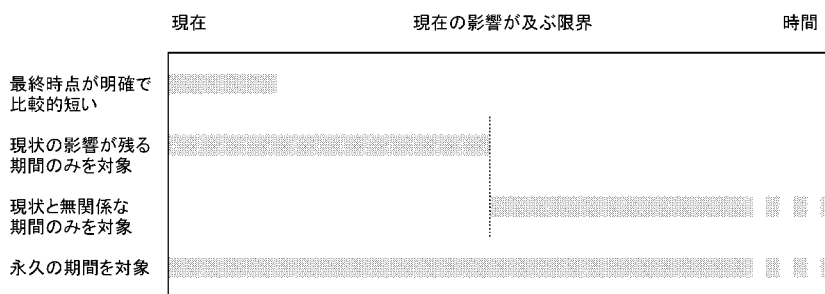 現在
現在の影響が及ぶ限界
時間
最終時点が明確で
比較的短い
現状の影響が残る
期間のみを対象
現状と無関係な
期間のみを対象
永久の期間を対象